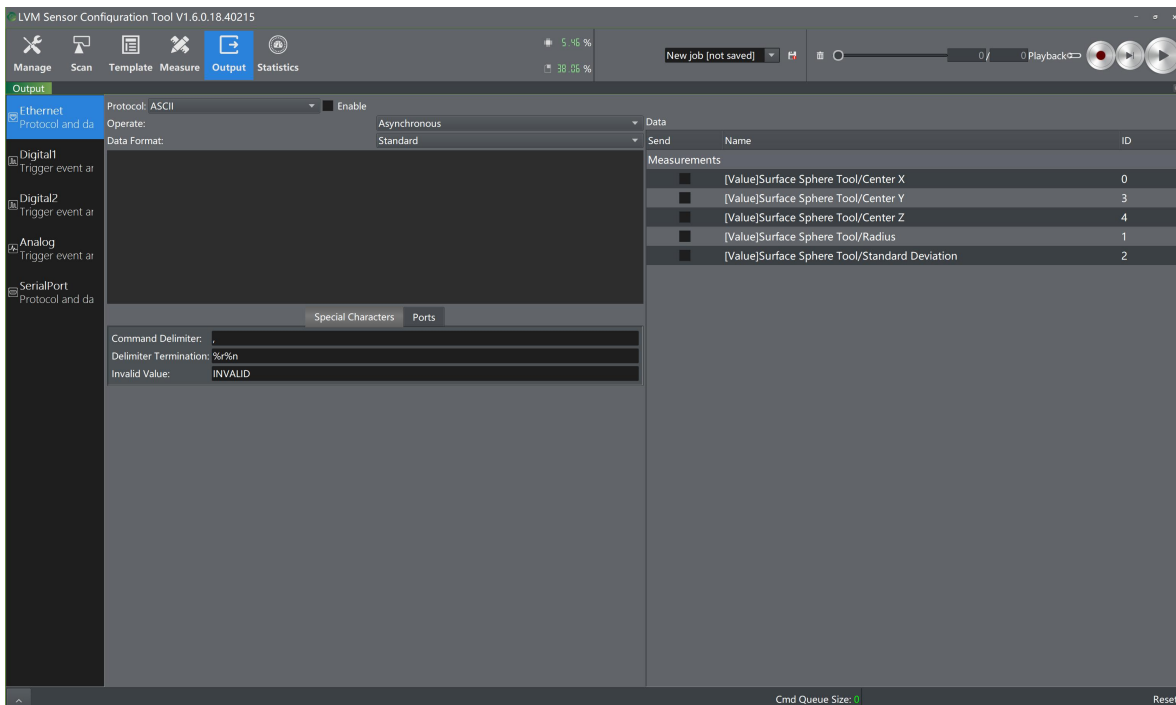 LVM Sensor Configuration Tool V1.6.0.18.40215
Manage Scan Template Measure Output Statistics
5.46 %
38.06 %
New job [not saved]
0 / 0 Playback
Output
Ethernet
Protocol and da
Digital1
Trigger event ar
Digital2
Trigger event ar
Analog
Trigger event ar
SerialPort
Protocol and da
Protocol: ASCII Enable
Operate: Asynchronous
Data Format: Standard
Special Characters Ports
Command Delimiter: ,
Delimiter Termination: %r%n
Invalid Value: INVALID
Data
Send Name ID
Measurements
[Value]Surface Sphere Tool/Center X 0
[Value]Surface Sphere Tool/Center Y 3
[Value]Surface Sphere Tool/Center Z 4
[Value]Surface Sphere Tool/Radius 1
[Value]Surface Sphere Tool/Standard Deviation 2
Cmd Queue Size: 0
Reset